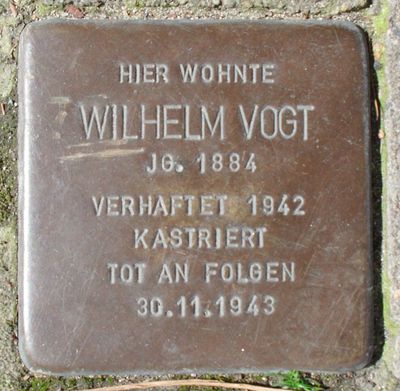 HIER WOHNTE
WILHELM VOGT
JG. 1884
VERHAFTET 1942
KASTRIERT
TOT AN FOLGEN
30.11.1943